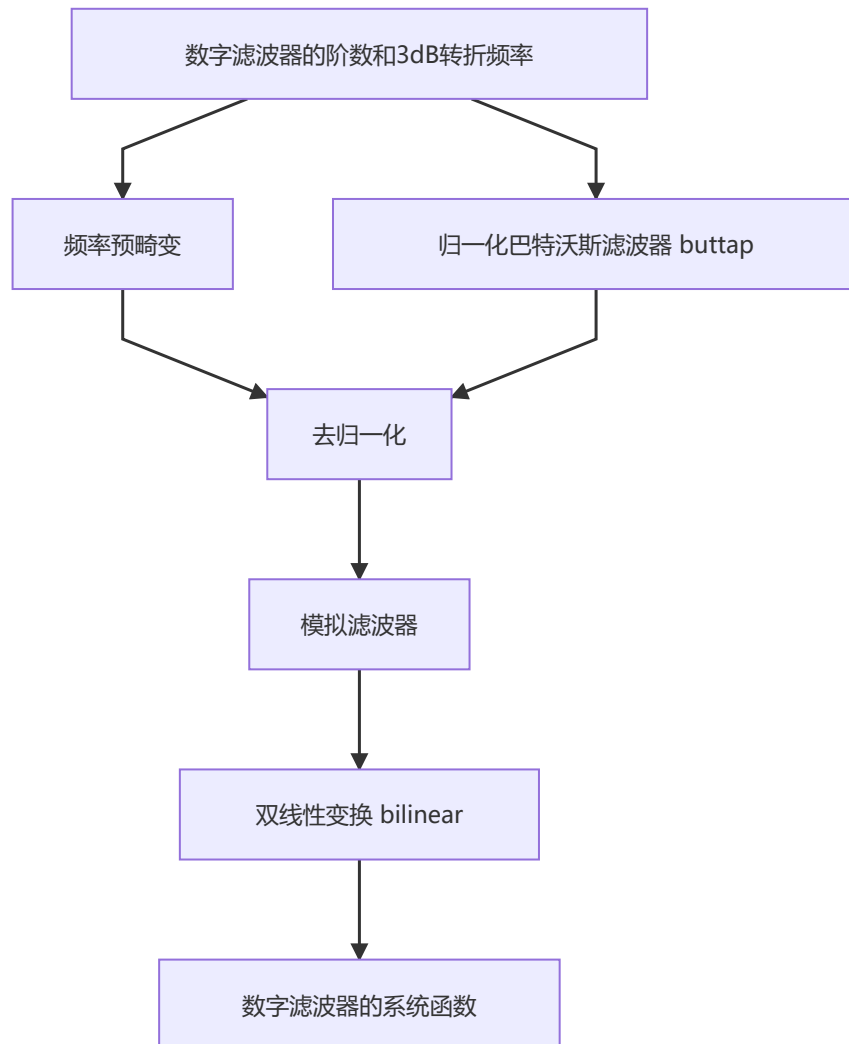 数字滤波器的阶数和3dB转折频率
频率预畸变
归一化巴特沃斯滤波器 buttap
去归一化
模拟滤波器
双线性变换 bilinear
数字滤波器的系统函数